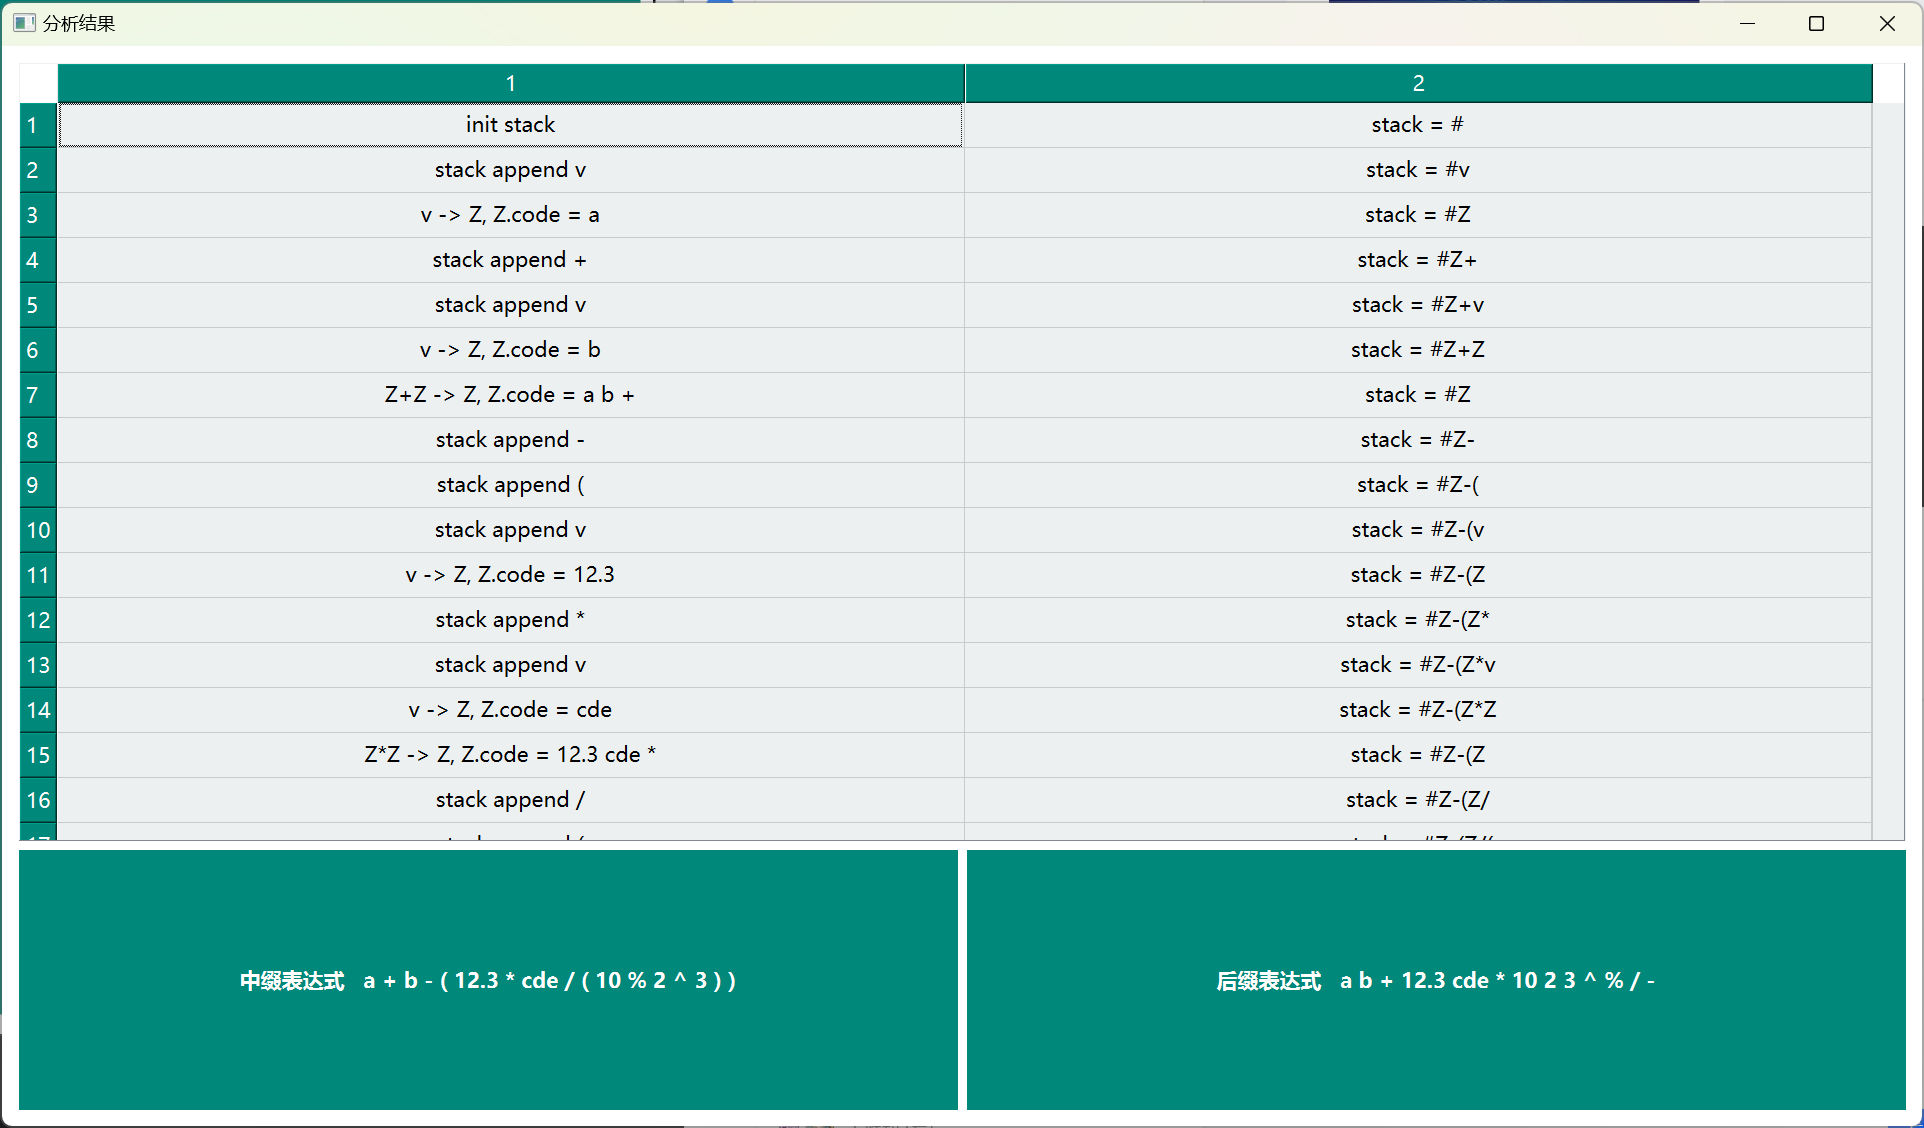 分析结果
1 2
1 init stack stack = #
2 stack append v stack = #v
3 v -> Z, Z.code = a stack = #Z
4 stack append + stack = #Z+
5 stack append v stack = #Z+v
6 v -> Z, Z.code = b stack = #Z+Z
7 Z+Z -> Z, Z.code = a b + stack = #Z
8 stack append - stack = #Z-
9 stack append ( stack = #Z-(
10 stack append v stack = #Z-(v
11 v -> Z, Z.code = 12.3 stack = #Z-(Z
12 stack append * stack = #Z-(Z*
13 stack append v stack = #Z-(Z*v
14 v -> Z, Z.code = cde stack = #Z-(Z*Z
15 Z*Z -> Z, Z.code = 12.3 cde * stack = #Z-(Z
16 stack append / stack = #Z-(Z/
中缀表达式 a + b - ( 12.3 * cde / ( 10 % 2 ^ 3 ) )
后缀表达式 a b + 12.3 cde * 10 2 3 ^ % / -